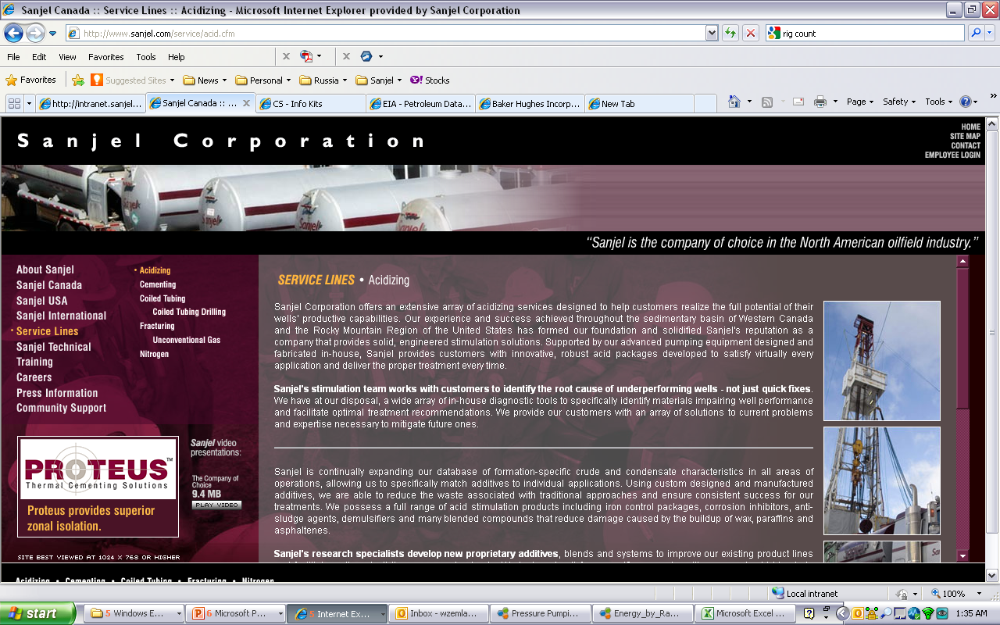 Sanjel Canada :: Service Lines :: Acidizing - Microsoft Internet Explorer provided by Sanjel Corporation
http://www.sanjel.com/service/acid.cfm
rig count
File Edit View Favorites Tools Help
Favorites Suggested Sites News Personal Russia Sanjel Y! Stocks
http://intranet.sanjel... Sanjel Canada :: ... CS - Info Kits EIA - Petroleum Data... Baker Hughes Incorp... New Tab Page Safety Tools
Sanjel Corporation
HOME
SITE MAP
CONTACT
EMPLOYEE LOGIN
Sanjel
Sanjel
"Sanjel is the company of choice in the North American oilfield industry."
About Sanjel
Sanjel Canada
Sanjel USA
Sanjel International
• Service Lines
Sanjel Technical
Training
Careers
Press Information
Community Support
• Acidizing
Cementing
Coiled Tubing
Coiled Tubing Drilling
Fracturing
Unconventional Gas
Nitrogen
PROTEUS™
Thermal Cementing Solutions
Proteus provides superior
zonal isolation.
Sanjel video
presentations:
The Company of
Choice
9.4 MB
PLAY VIDEO
SITE BEST VIEWED AT 1024 X 768 OR HIGHER
SERVICE LINES • Acidizing
Sanjel Corporation offers an extensive array of acidizing services designed to help customers realize the full potential of their
wells' productive capabilities. Our experience and success achieved throughout the sedimentary basin of Western Canada
and the Rocky Mountain Region of the United States has formed our foundation and solidified Sanjel's reputation as a
company that provides solid, engineered stimulation solutions. Supported by our advanced pumping equipment designed and
fabricated in-house, Sanjel provides customers with innovative, robust acid packages developed to satisfy virtually every
application and deliver the proper treatment every time.
Sanjel's stimulation team works with customers to identify the root cause of underperforming wells - not just quick fixes.
We have at our disposal, a wide array of in-house diagnostic tools to specifically identify materials impairing well performance
and facilitate optimal treatment recommendations. We provide our customers with an array of solutions to current problems
and expertise necessary to mitigate future ones.
Sanjel is continually expanding our database of formation-specific crude and condensate characteristics in all areas of
operations, allowing us to specifically match additives to individual applications. Using custom designed and manufactured
additives, we are able to reduce the waste associated with traditional approaches and ensure consistent success for our
treatments. We possess a full range of acid stimulation products including iron control packages, corrosion inhibitors, anti-
sludge agents, demulsifiers and many blended compounds that reduce damage caused by the buildup of wax, paraffins and
asphaltenes.
Sanjel's research specialists develop new proprietary additives, blends and systems to improve our existing product lines
Acidizing • Cementing • Coiled Tubing • Fracturing • Nitrogen
Local intranet 100%
start 5 Windows E... 6 Microsoft P... 5 Internet Ex... Inbox - wzemla... Pressure Pumpi... Energy_by_Ra... Microsoft Excel ... 1:35 AM